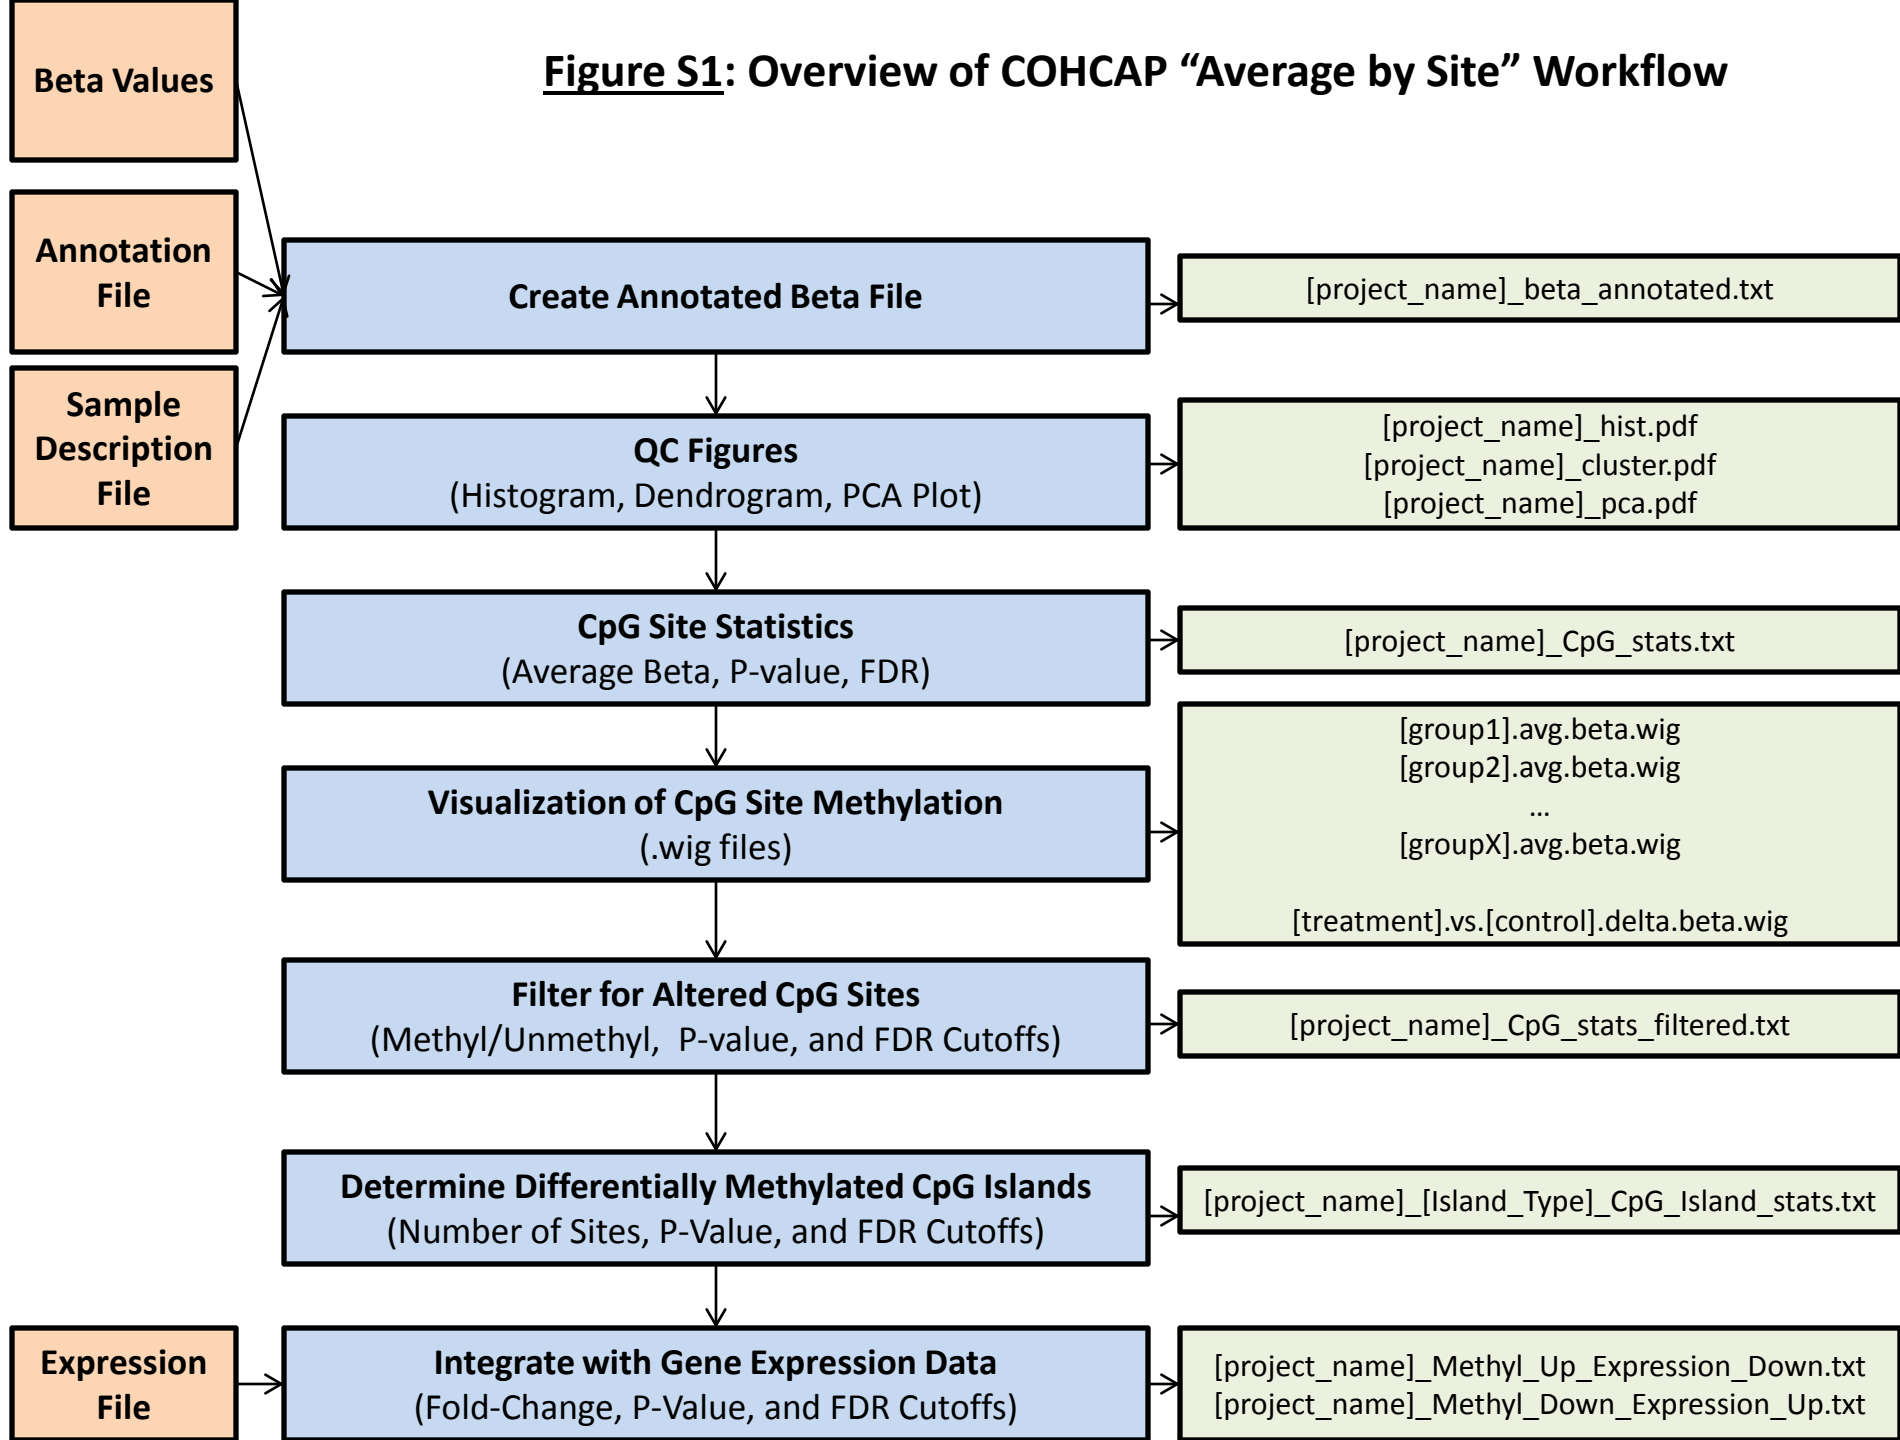 Figure S1: Overview of COHCAP “Average by Site” Workflow
Beta Values
Annotation
File
Sample
Description
File
Create Annotated Beta File
[project_name]_beta_annotated.txt
QC Figures
(Histogram, Dendrogram, PCA Plot)
[project_name]_hist.pdf
[project_name]_cluster.pdf
[project_name]_pca.pdf
CpG Site Statistics
(Average Beta, P-value, FDR)
[project_name]_CpG_stats.txt
Visualization of CpG Site Methylation
(.wig files)
[group1].avg.beta.wig
[group2].avg.beta.wig
...
[groupX].avg.beta.wig
[treatment].vs.[control].delta.beta.wig
Filter for Altered CpG Sites
(Methyl/Unmethyl,  P-value, and FDR Cutoffs)
[project_name]_CpG_stats_filtered.txt
Determine Differentially Methylated CpG Islands
(Number of Sites, P-Value, and FDR Cutoffs)
[project_name]_[Island_Type]_CpG_Island_stats.txt
Expression
File
Integrate with Gene Expression Data
(Fold-Change, P-Value, and FDR Cutoffs)
[project_name]_Methyl_Up_Expression_Down.txt
[project_name]_Methyl_Down_Expression_Up.txt